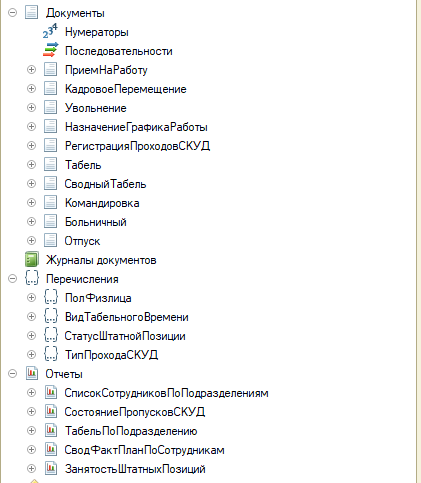 Документы
Нумераторы
Последовательности
ПриемНаРаботу
КадровоеПеремещение
Увольнение
НазначениеГрафикаРаботы
РегистрацияПроходовСКУД
Табель
СводныйТабель
Командировка
Больничный
Отпуск
Журналы документов
Перечисления
ПолФизлица
ВидТабельногоВремени
СтатусШтатнойПозиции
ТипПроходаСКУД
Отчеты
СписокСотрудниковПоПодразделениям
СостояниеПропусковСКУД
ТабельПоПодразделению
СводФактПланПоСотрудникам
ЗанятостьШтатныхПозиций